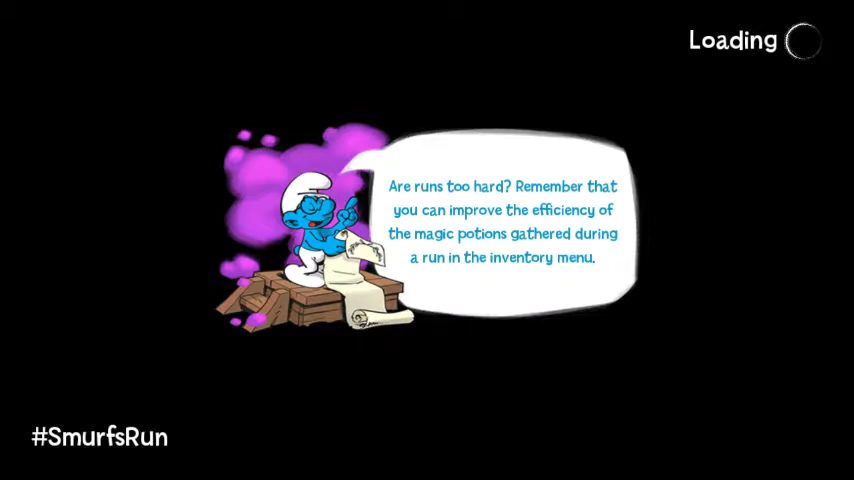 Loading
Are runs too hard? Remember that
you can improve the efficiency of
the magic potions gathered during
a run in the inventory menu.
#SmurfsRun